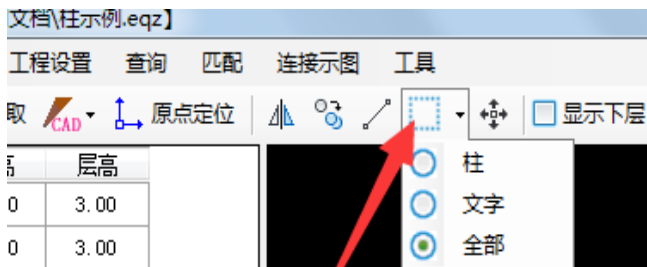 文档\柱示例.eqz】
工程设置 查询 匹配 连接示图 工具
取 CAD 原点定位 显示下层
高 层高
0 3.00
0 3.00
柱
文字
全部